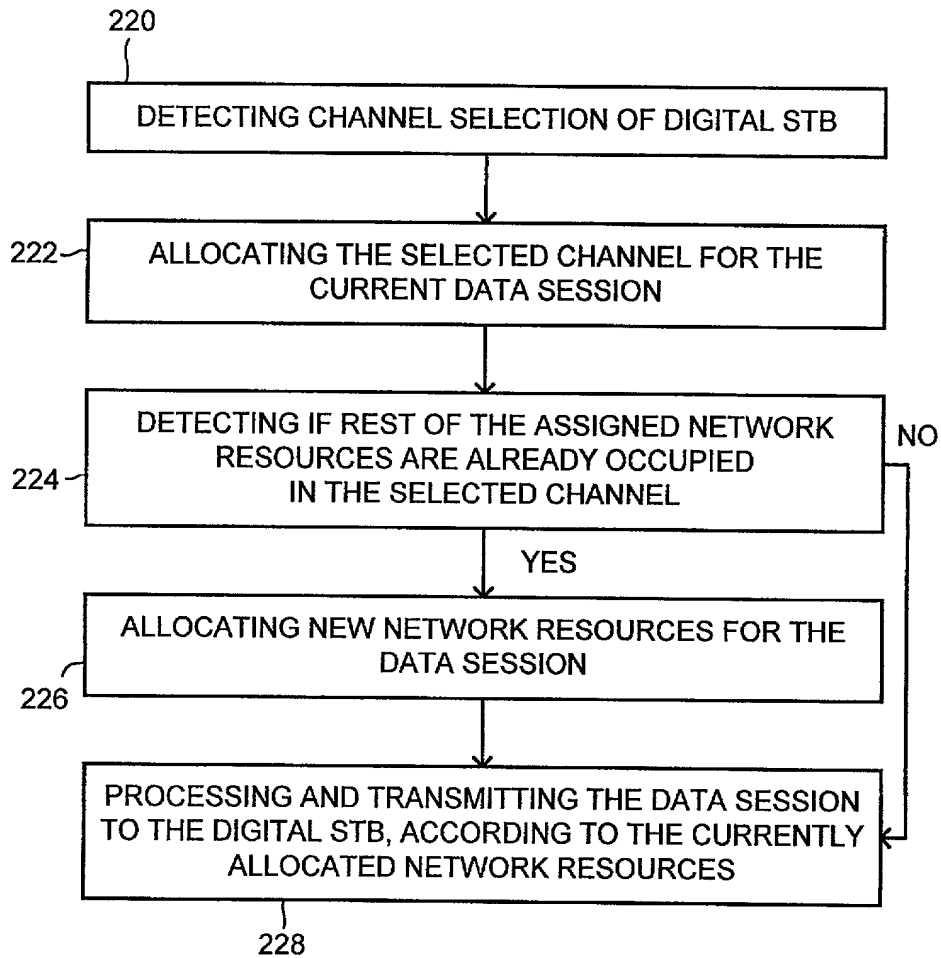 220
DETECTING CHANNEL SELECTION OF DIGITAL STB
222
ALLOCATING THE SELECTED CHANNEL FOR THE
CURRENT DATA SESSION
224
DETECTING IF REST OF THE ASSIGNED NETWORK
RESOURCES ARE ALREADY OCCUPIED
IN THE SELECTED CHANNEL
NO
YES
226
ALLOCATING NEW NETWORK RESOURCES FOR THE
DATA SESSION
PROCESSING AND TRANSMITTING THE DATA SESSION
TO THE DIGITAL STB, ACCORDING TO THE CURRENTLY
ALLOCATED NETWORK RESOURCES
228